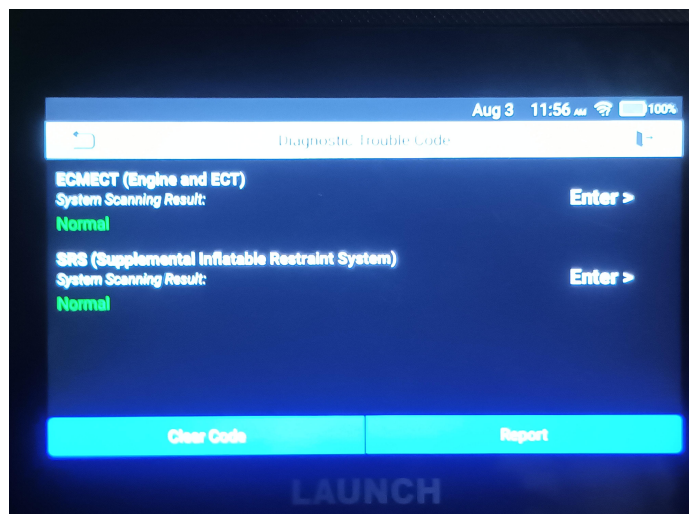 Aug 3 11:56 AM 100%
Diagnostic Trouble Code
ECMECT (Engine and ECT)
System Scanning Result:
Enter >
Normal
SRS (Supplemental Inflatable Restraint System)
System Scanning Result:
Enter >
Normal
Clear Code Report
LAUNCH